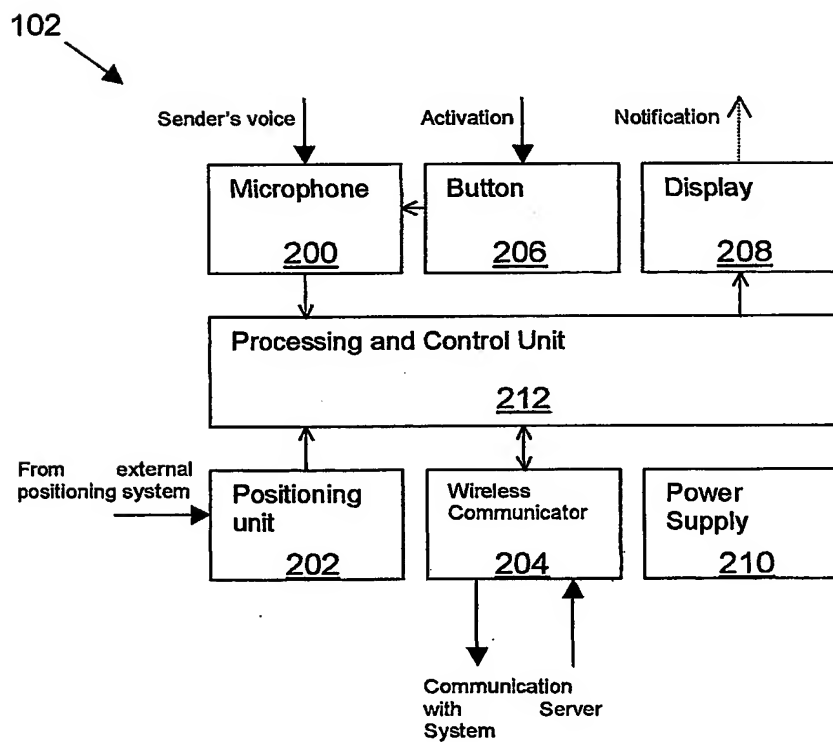 102
Sender's voice
Activation
Notification
Microphone
200
Button
206
Display
208
Processing and Control Unit
212
From external
positioning system
Positioning
unit
202
Wireless
Communicator
204
Power
Supply
210
Communication
with Server
System